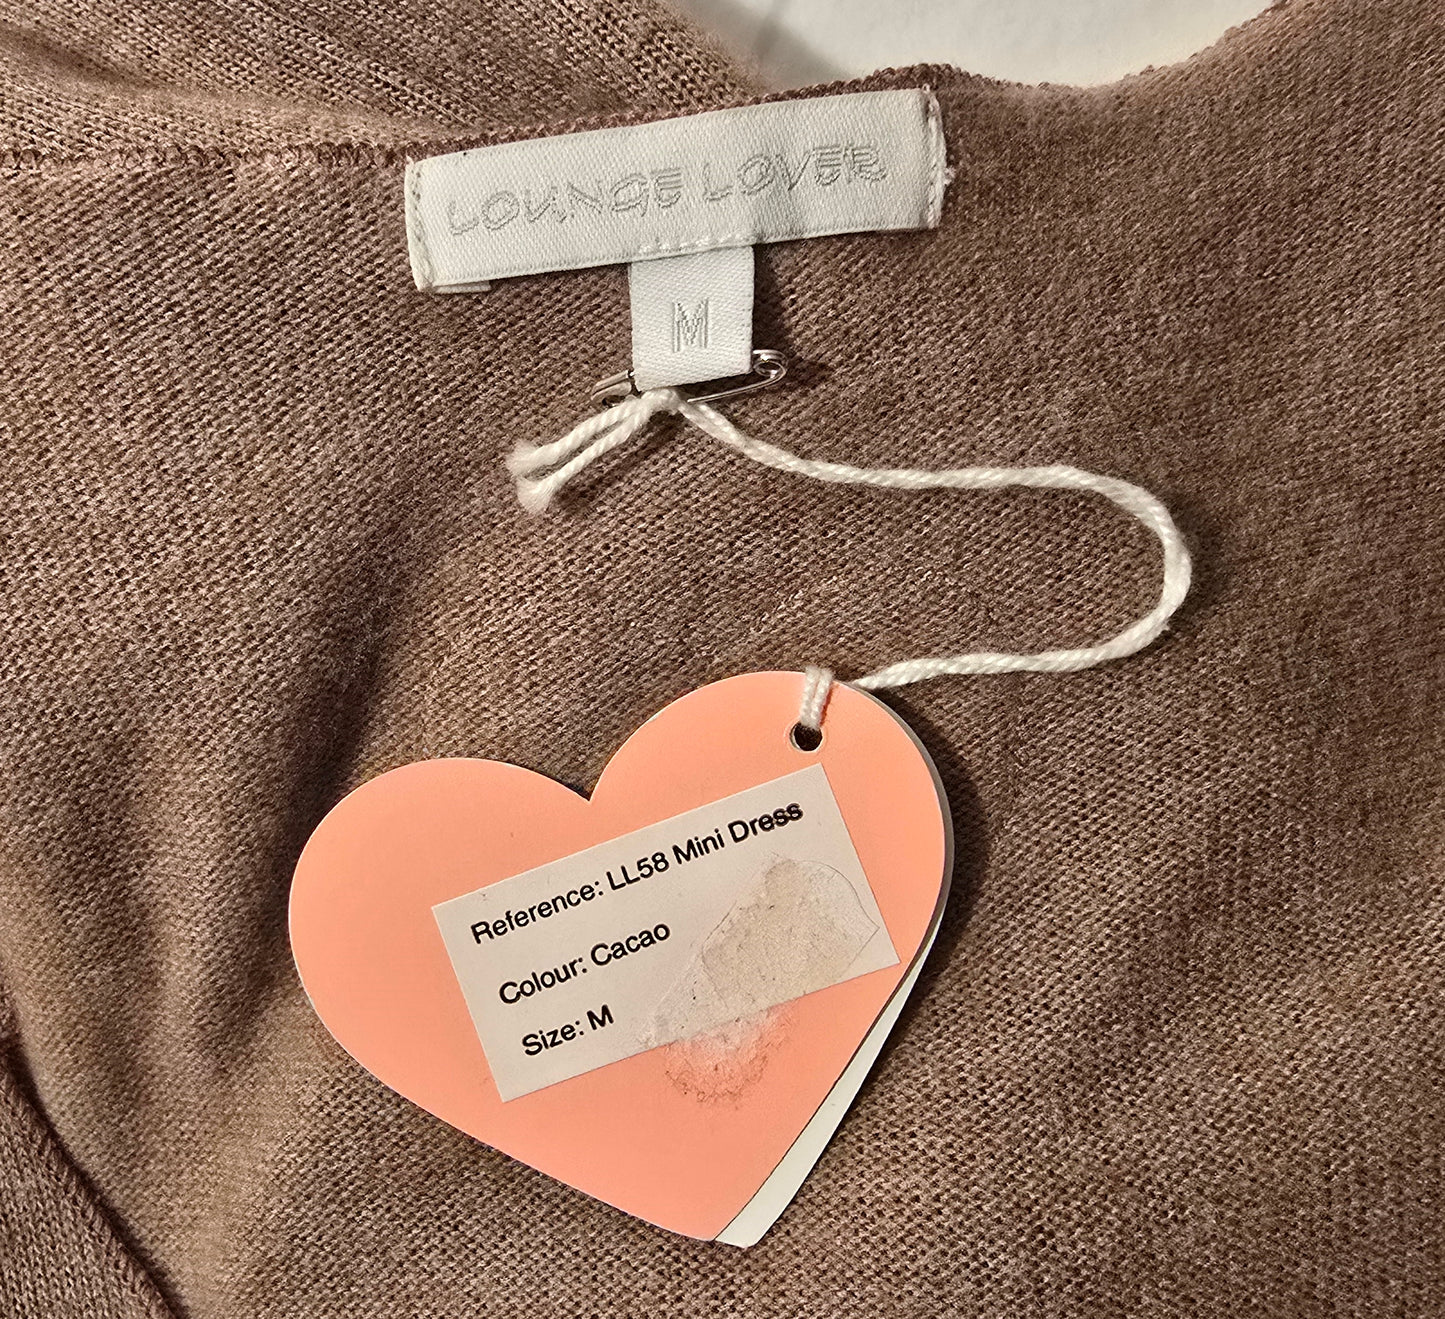 LOUNGE LOVER
M
Reference: LL58 Mini Dress
Colour: Cacao
Size: M